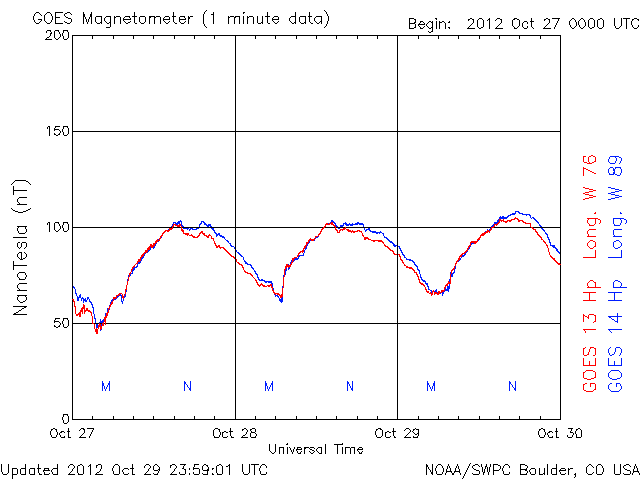 GOES Magnetometer (1 minute data)
Begin: 2012 Oct 27 0000 UTC
200
150
100
50
0
NanoTesla (nT)
M N M N M N
Oct 27 Oct 28 Oct 29 Oct 30
Universal Time
GOES 13 Hp Long. W 76
GOES 14 Hp Long. W 89
Updated 2012 Oct 29 23:59:01 UTC
NOAA/SWPC Boulder, CO USA